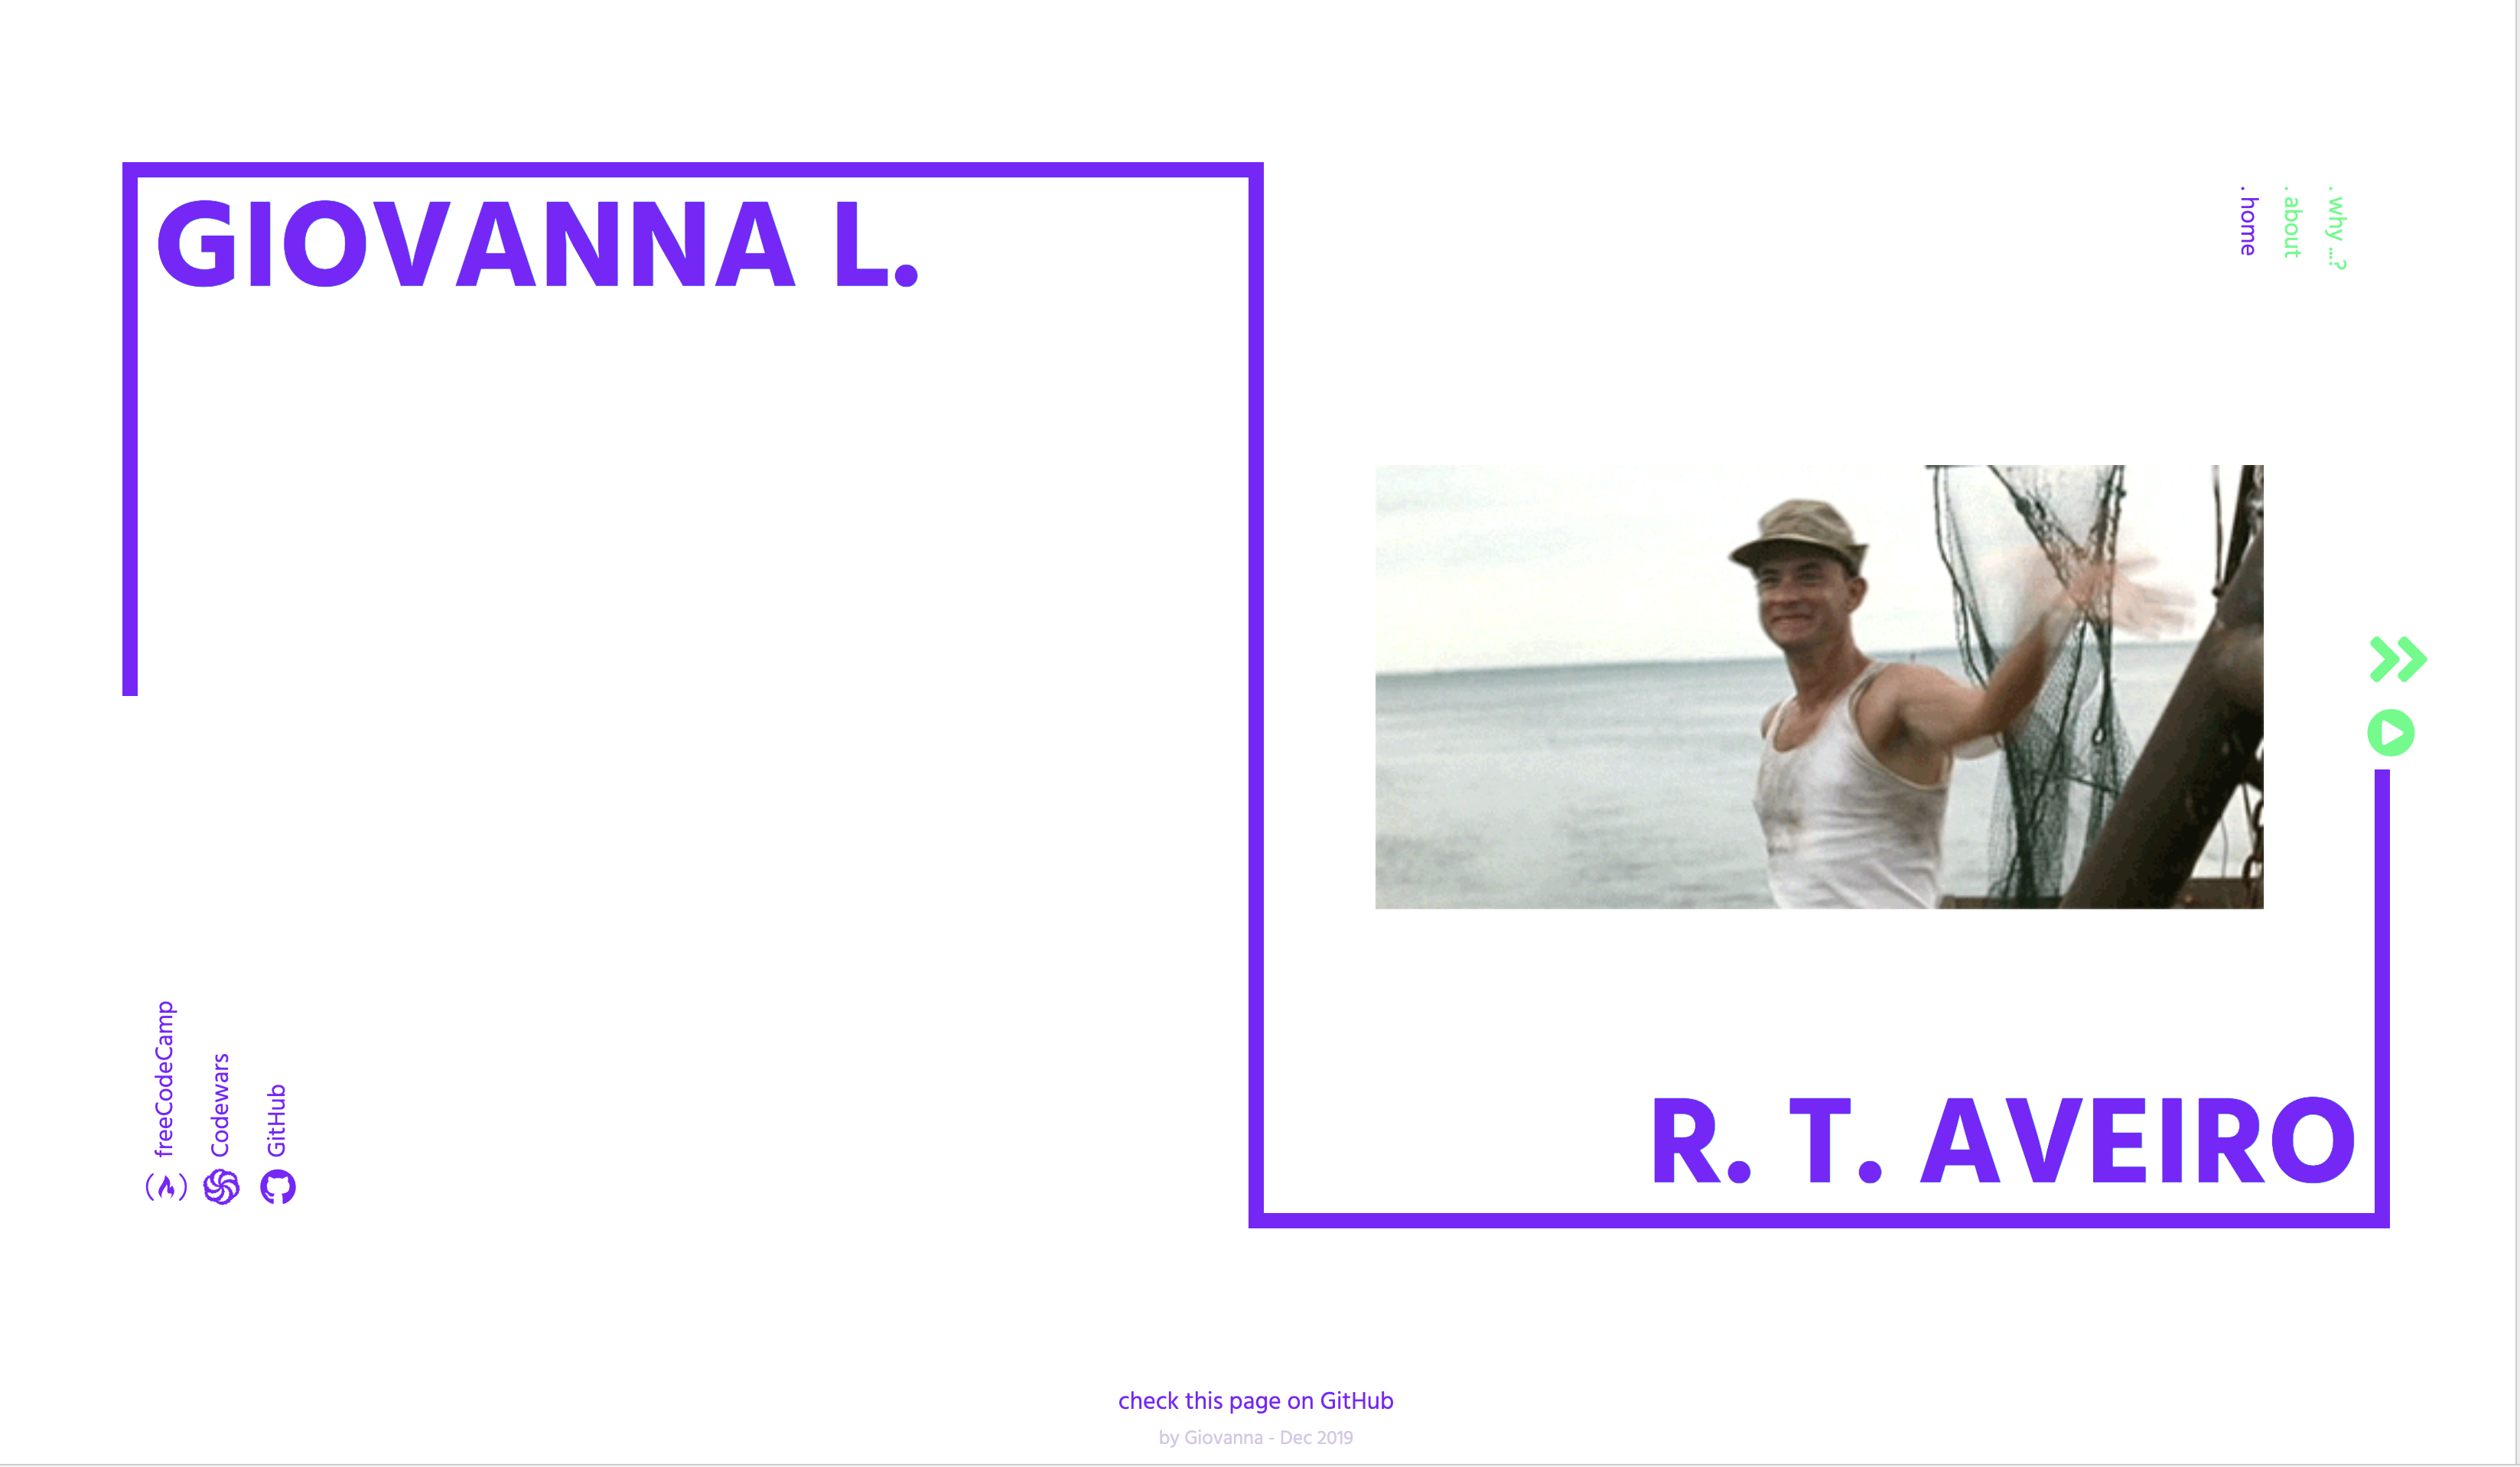 GIOVANNA L.
. home
. about
. why ...?
R. T. AVEIRO
freeCodeCamp
Codewars
GitHub
check this page on GitHub
by Giovanna - Dec 2019